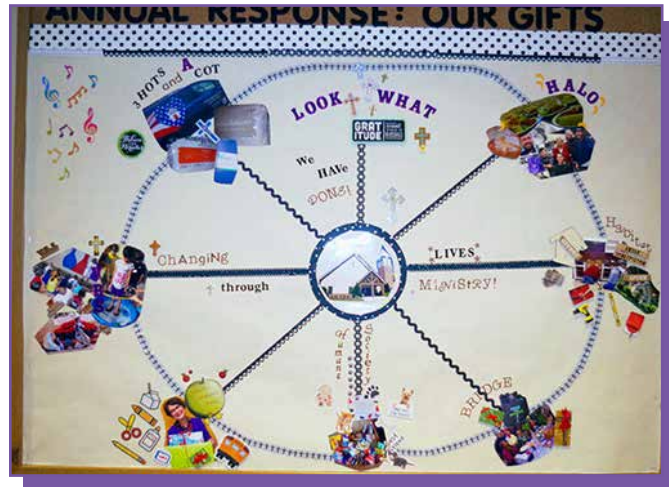 ANNUAL RESPONSE: OUR GIFTS
3 HOTS and A COT
LOOK WHAT
HALO
GRATITUDE
We
HAVe
DONE!
Habitat
ChAngiNg
LIVES
through
MiNiStRY!
Humane
Society
BRIDGE